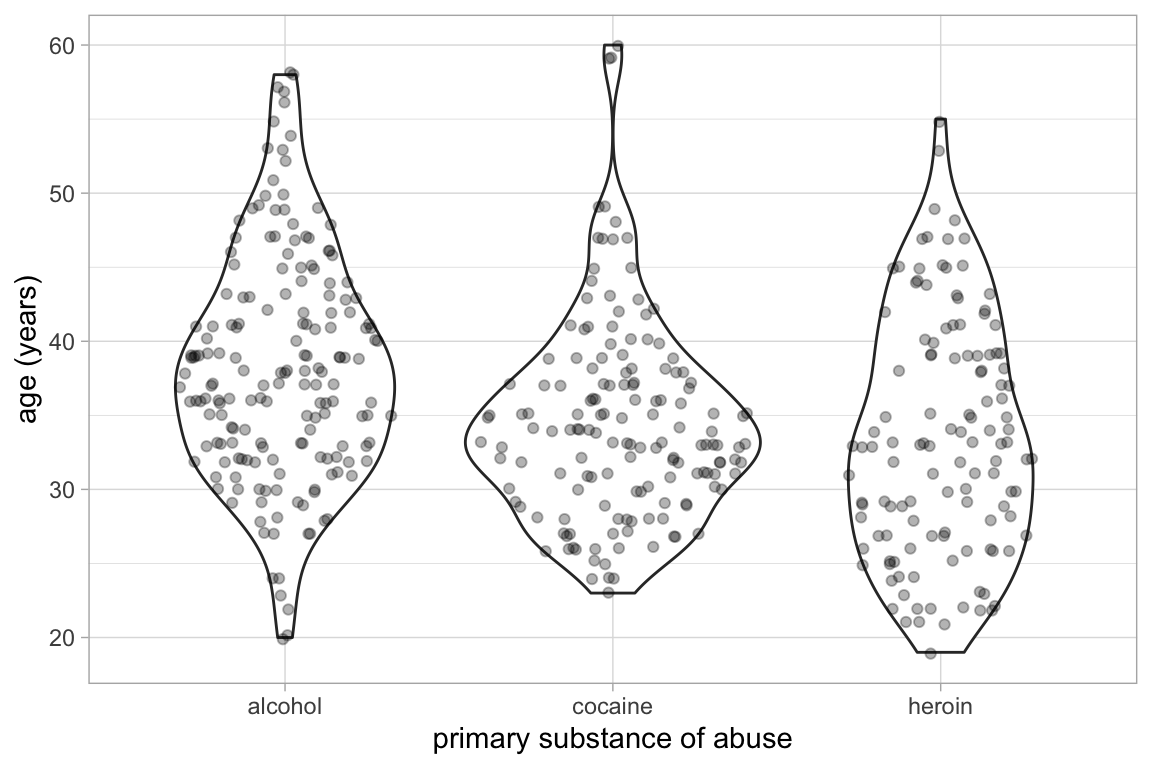 60
50
40
30
20
age (years)
alcohol
cocaine
heroin
primary substance of abuse